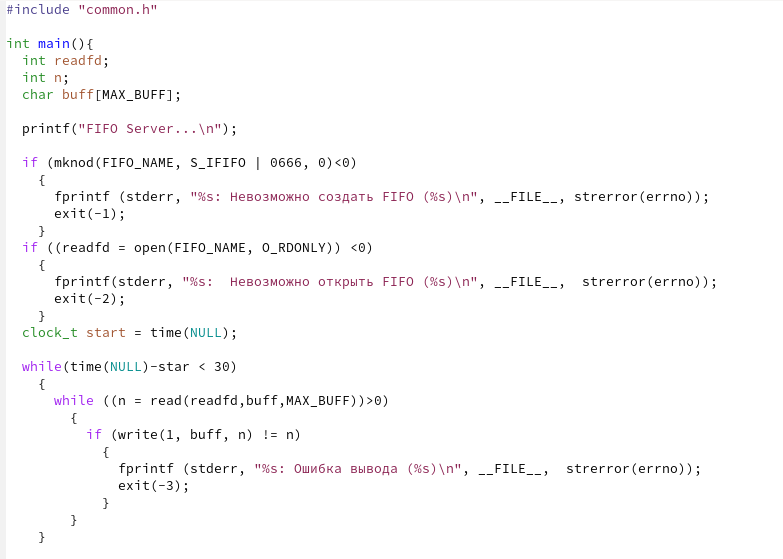 #include "common.h"
int main(){
int readfd;
int n;
char buff[MAX_BUFF];
printf("FIFO Server...\n");
if (mknod(FIFO_NAME, S_IFIFO | 0666, 0)<0)
{
fprintf (stderr, "%s: Невозможно создать FIFO (%s)\n", __FILE__, strerror(errno));
exit(-1);
}
if ((readfd = open(FIFO_NAME, O_RDONLY)) <0)
{
fprintf(stderr, "%s:  Невозможно открыть FIFO (%s)\n", __FILE__,  strerror(errno));
exit(-2);
}
clock_t start = time(NULL);
while(time(NULL)-star < 30)
{
while ((n = read(readfd,buff,MAX_BUFF))>0)
{
if (write(1, buff, n) != n)
{
fprintf (stderr, "%s: Ошибка вывода (%s)\n", __FILE__,  strerror(errno));
exit(-3);
}
}
}